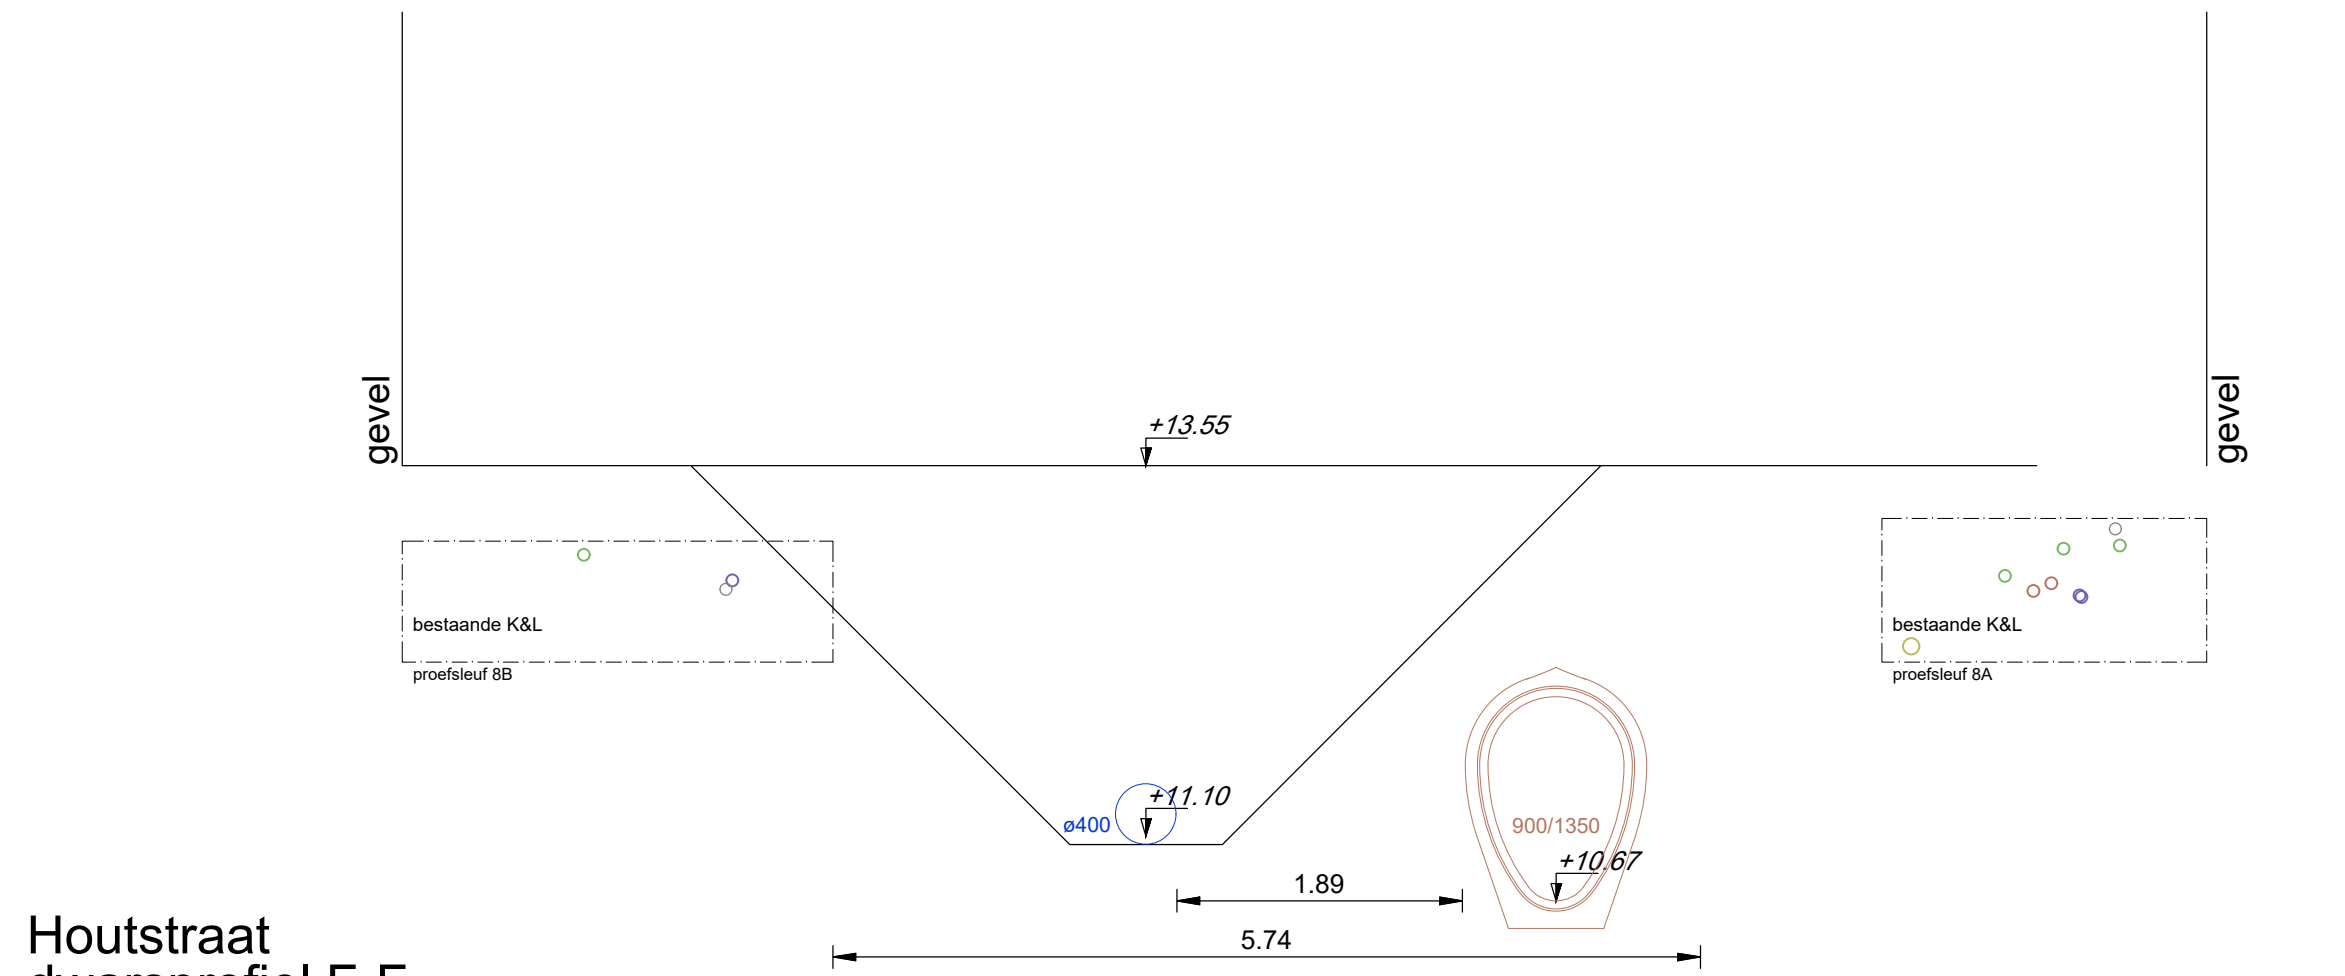 gevel
gevel
+13.55
bestaande K&L
proefsleuf 8B
bestaande K&L
proefsleuf 8A
+11.10
ø400
900/1350
+10.67
1.89
5.74
Houtstraat
dwarsprofiel